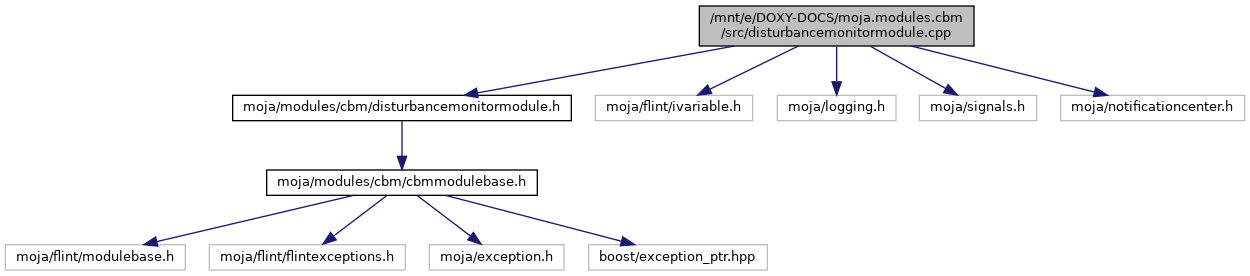 /mnt/e/DOXY-DOCS/moja.modules.cbm
/src/disturbancemonitormodule.cpp
moja/modules/cbm/disturbancemonitormodule.h
moja/flint/ivariable.h
moja/logging.h
moja/signals.h
moja/notificationcenter.h
moja/modules/cbm/cbmmodulebase.h
moja/flint/modulebase.h
moja/flint/flintexceptions.h
moja/exception.h
boost/exception_ptr.hpp